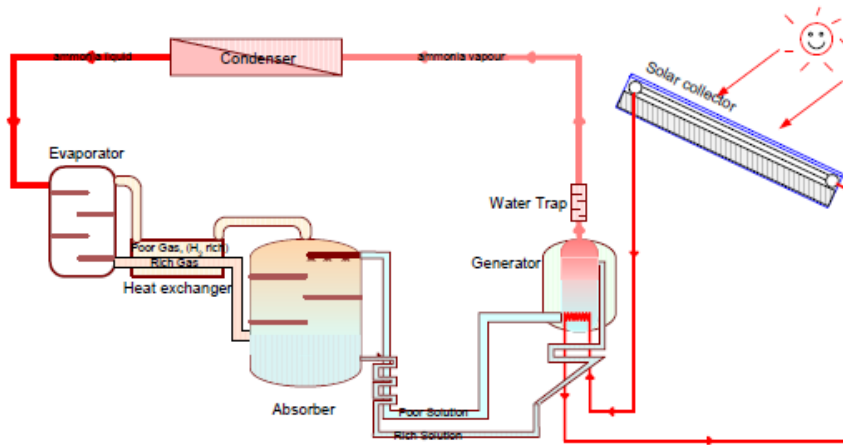 ammonia liquid
Condenser
ammonia vapour
Solar collector
Evaporator
Water Trap
Poor Gas, (H2 rich)
Rich Gas
Generator
Heat exchanger
Absorber
Poor Solution
Rich Solution